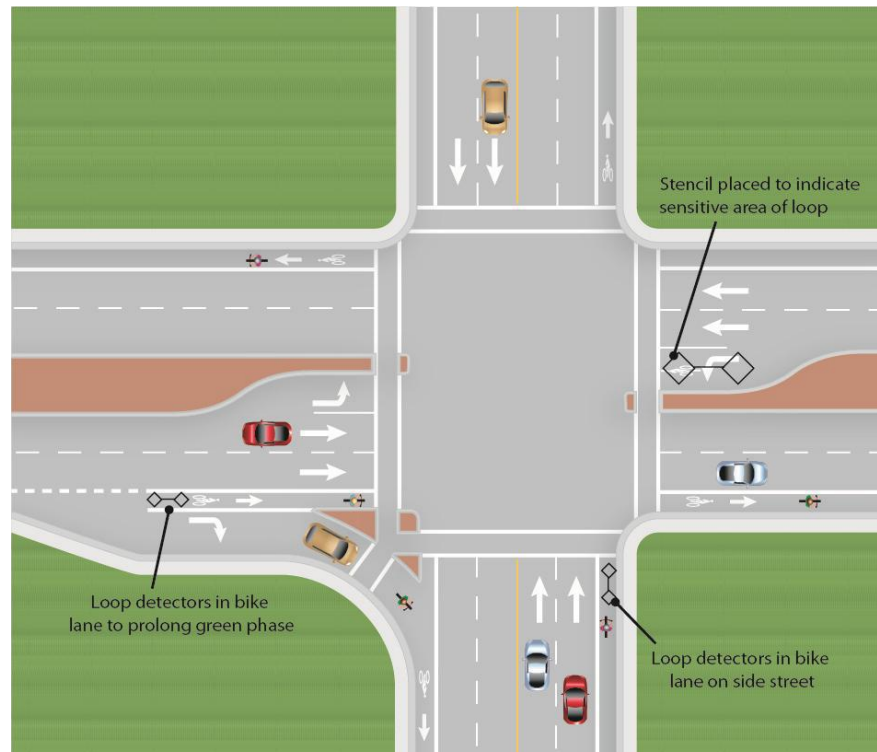 Stencil placed to indicate
sensitive area of loop
Loop detectors in bike
lane to prolong green phase
Loop detectors in bike
lane on side street